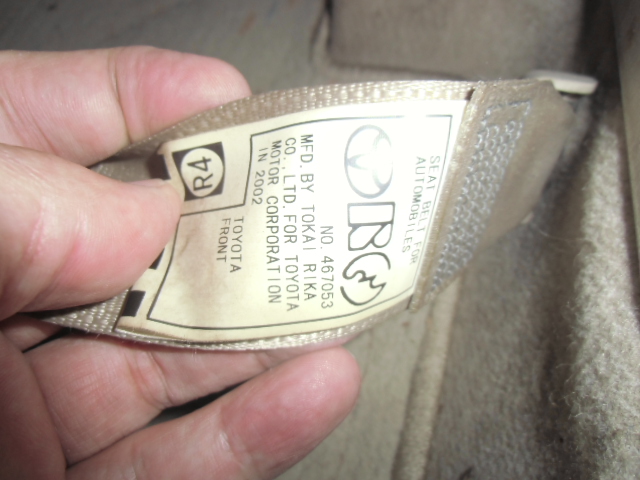 SEAT BELT FOR
AUTOMOBILES
NO. 467053
MFD. BY TOKAI RIKA
CO., LTD. FOR TOYOTA
MOTOR CORPORATION
IN 2002
R4
TOYOTA
FRONT